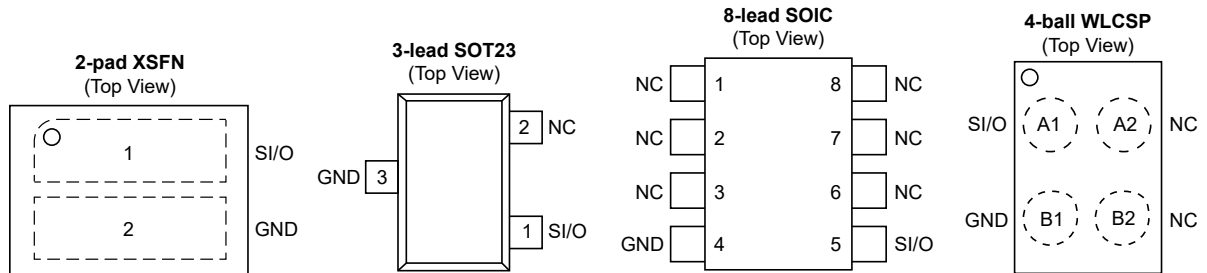 2-pad XSFN
(Top View)
1 SI/O
2 GND
3-lead SOT23
(Top View)
2 NC
GND 3
1 SI/O
8-lead SOIC
(Top View)
NC 1 8 NC
NC 2 7 NC
NC 3 6 NC
GND 4 5 SI/O
4-ball WLCSP
(Top View)
SI/O A1 A2 NC
GND B1 B2 NC